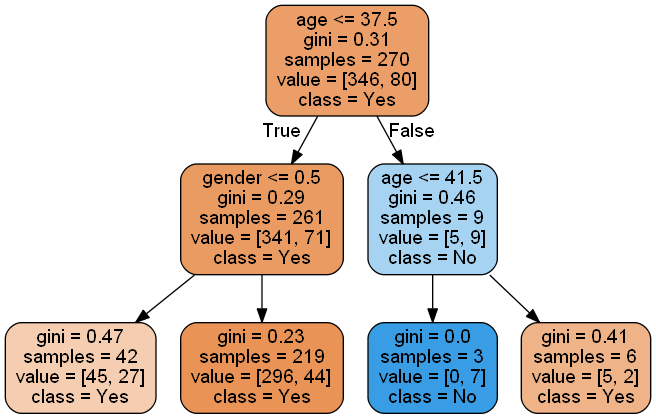 age <= 37.5
gini = 0.31
samples = 270
value = [346, 80]
class = Yes
True
False
gender <= 0.5
gini = 0.29
samples = 261
value = [341, 71]
class = Yes
age <= 41.5
gini = 0.46
samples = 9
value = [5, 9]
class = No
gini = 0.47
samples = 42
value = [45, 27]
class = Yes
gini = 0.23
samples = 219
value = [296, 44]
class = Yes
gini = 0.0
samples = 3
value = [0, 7]
class = No
gini = 0.41
samples = 6
value = [5, 2]
class = Yes